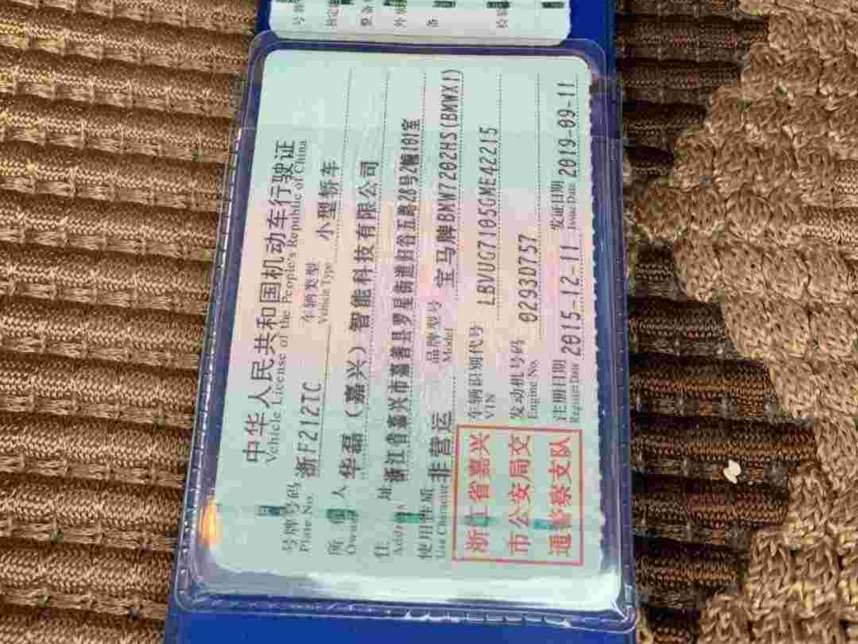 中华人民共和国机动车行驶证
Vehicle License of the People's Republic of China
号牌号码 浙F212TC 车辆类型 小型轿车
Plate No. Vehicle Type
所有人 华磊（嘉兴）智能科技有限公司
Owner
住址 浙江省嘉兴市嘉善县罗星街道归谷五路28号2幢101室
Address
使用性质 非营运 品牌型号 宝马牌BMW7202HS(BMWX1)
Use Character Model
浙江省嘉兴
市公安局交
通警察支队
车辆识别代号 LBVUG7105GME42215
VIN
发动机号码 0293D757
Engine No.
注册日期 2015-12-11 发证日期 2019-09-11
Register Date Issue Date